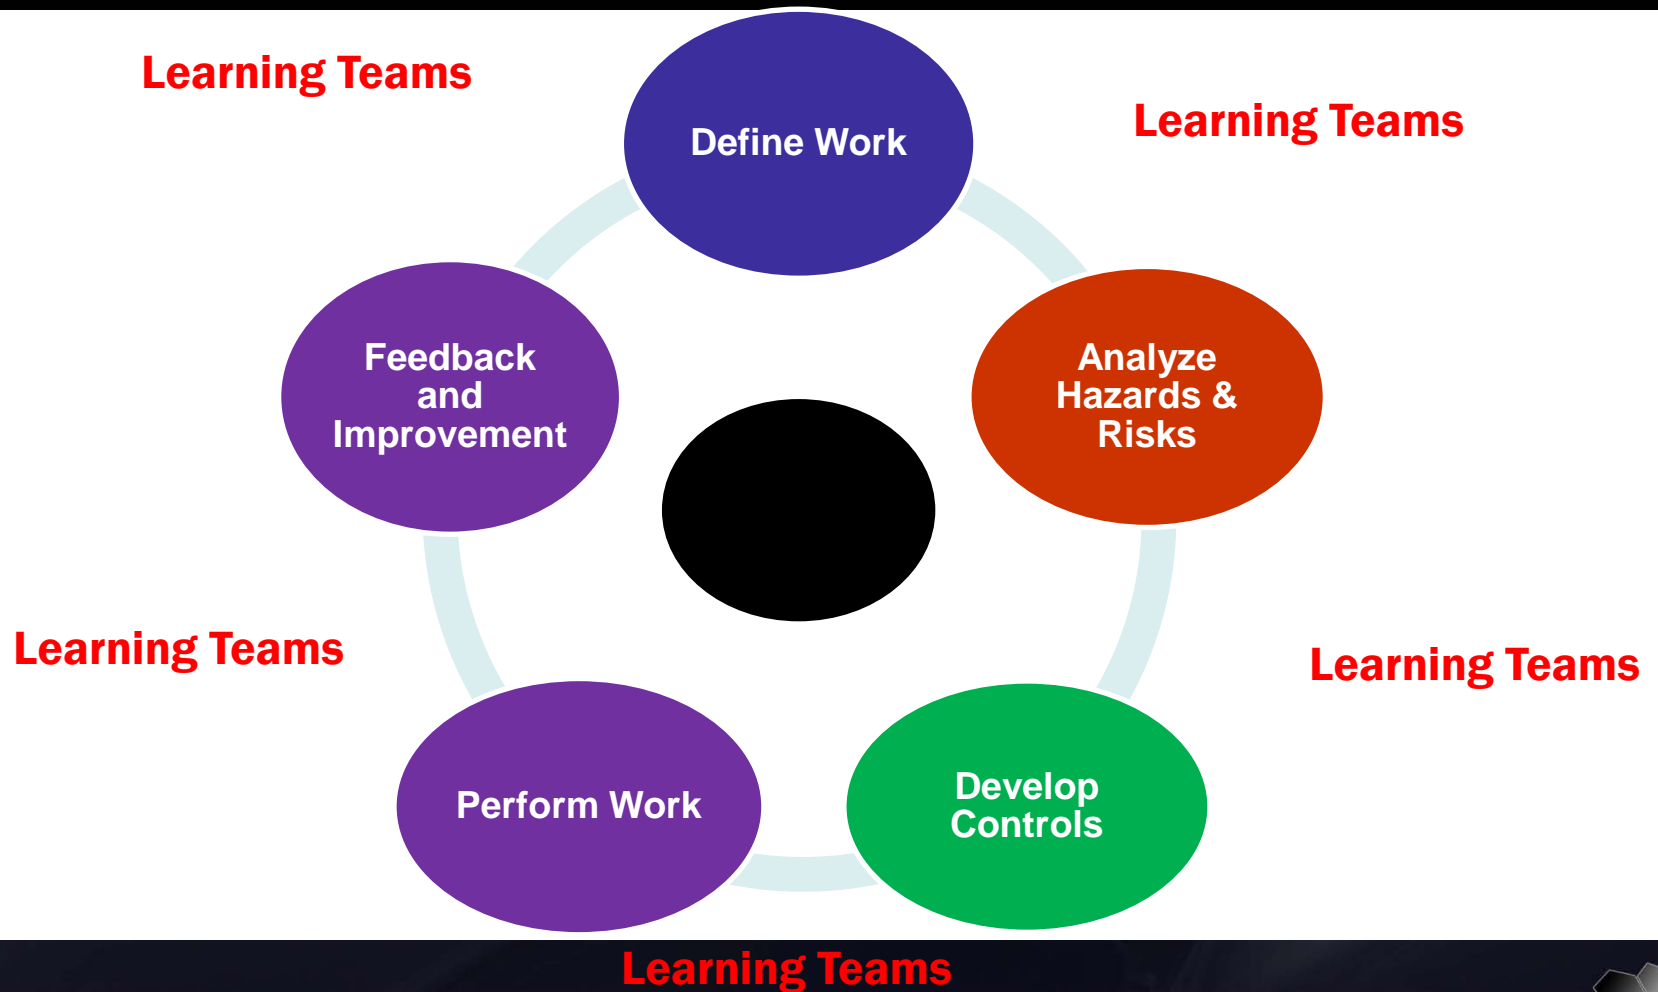 Learning Teams
Define Work
Learning Teams
Feedback
and
Improvement
Analyze
Hazards &
Risks
Learning Teams
Learning Teams
Perform Work
Develop
Controls
Learning Teams